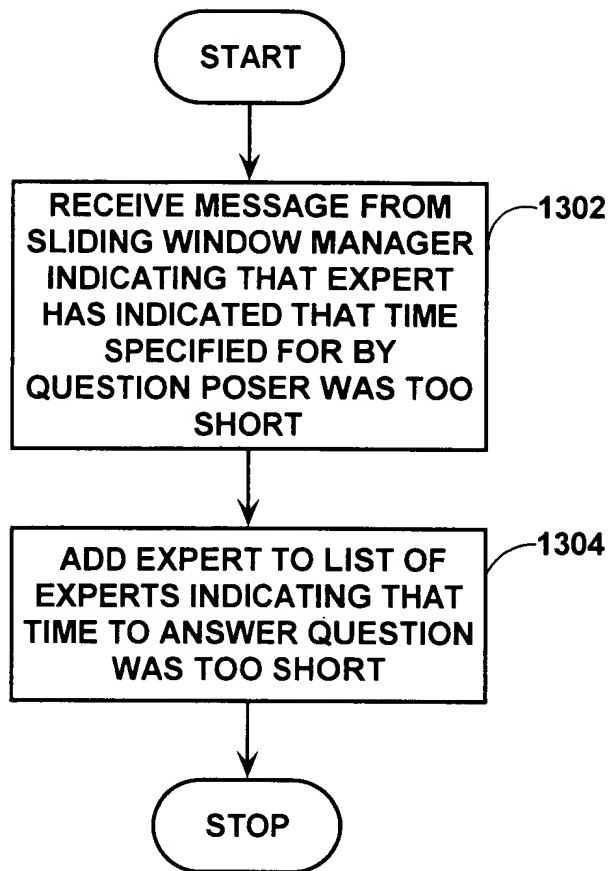 START
RECEIVE MESSAGE FROM
SLIDING WINDOW MANAGER
INDICATING THAT EXPERT
HAS INDICATED THAT TIME
SPECIFIED FOR BY
QUESTION POSER WAS TOO
SHORT
1302
ADD EXPERT TO LIST OF
EXPERTS INDICATING THAT
TIME TO ANSWER QUESTION
WAS TOO SHORT
1304
STOP